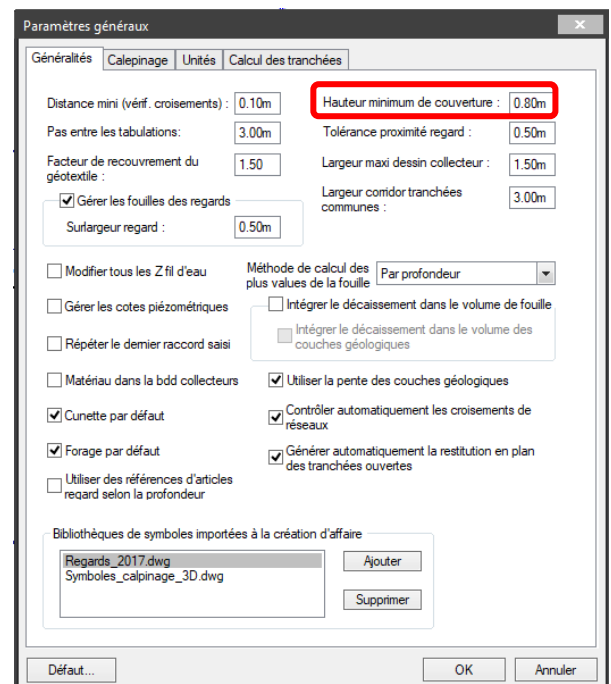 Paramètres généraux
Généralités Calepinage Unités Calcul des tranchées
Distance mini (vérif. croisements) : 0.10m
Hauteur minimum de couverture : 0.80m
Pas entre les tabulations: 3.00m
Tolérance proximité regard : 0.50m
Facteur de recouvrement du
géotextile : 1.50
Largeur maxi dessin collecteur : 1.50m
Gérer les fouilles des regards
Surlargeur regard : 0.50m
Largeur corridor tranchées
communes : 3.00m
Modifier tous les Z fil d'eau
Méthode de calcul des
plus values de la fouille Par profondeur
Gérer les cotes piézométriques
Intégrer le décaissement dans le volume de fouille
Intégrer le décaissement dans le volume des
couches géologiques
Répéter le dernier raccord saisi
Matériau dans la bdd collecteurs
Utiliser la pente des couches géologiques
Cunette par défaut
Contrôler automatiquement les croisements de
réseaux
Forage par défaut
Générer automatiquement la restitution en plan
des tranchées ouvertes
Utiliser des références d'articles
regard selon la profondeur
Bibliothèques de symboles importées à la création d'affaire
Regards_2017.dwg
Symboles_calpinage_3D.dwg
Ajouter
Supprimer
Défaut... OK Annuler